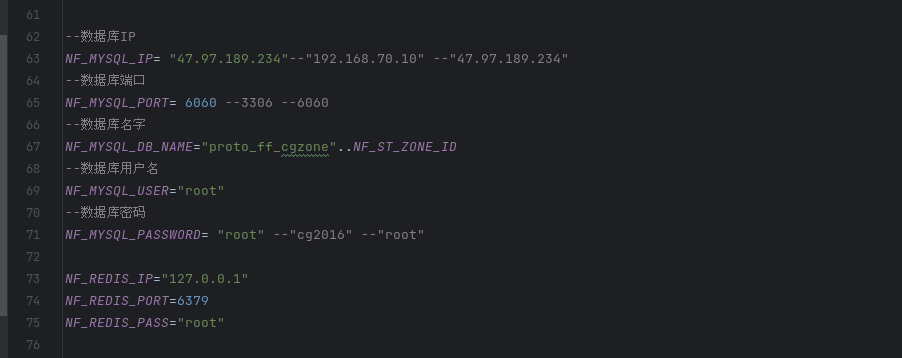 61
62 --数据库IP
63 NF_MYSQL_IP= "47.97.189.234"--"192.168.70.10" --"47.97.189.234"
64 --数据库端口
65 NF_MYSQL_PORT= 6060 --3306 --6060
66 --数据库名字
67 NF_MYSQL_DB_NAME="proto_ff_cgzone"..NF_ST_ZONE_ID
68 --数据库用户名
69 NF_MYSQL_USER="root"
70 --数据库密码
71 NF_MYSQL_PASSWORD= "root" --"cg2016" --"root"
72
73 NF_REDIS_IP="127.0.0.1"
74 NF_REDIS_PORT=6379
75 NF_REDIS_PASS="root"
76